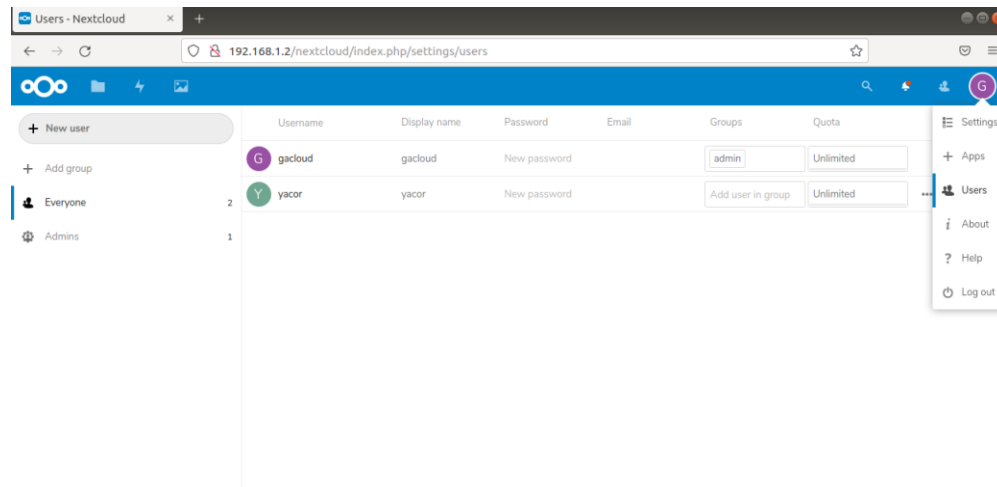 Users - Nextcloud
192.168.1.2/nextcloud/index.php/settings/users
G
New user
Add group
Everyone 2
Admins 1
Username Display name Password Email Groups Quota
G gacloud gacloud New password admin Unlimited
Y yacor yacor New password Add user in group Unlimited
Settings
Apps
Users
About
Help
Log out